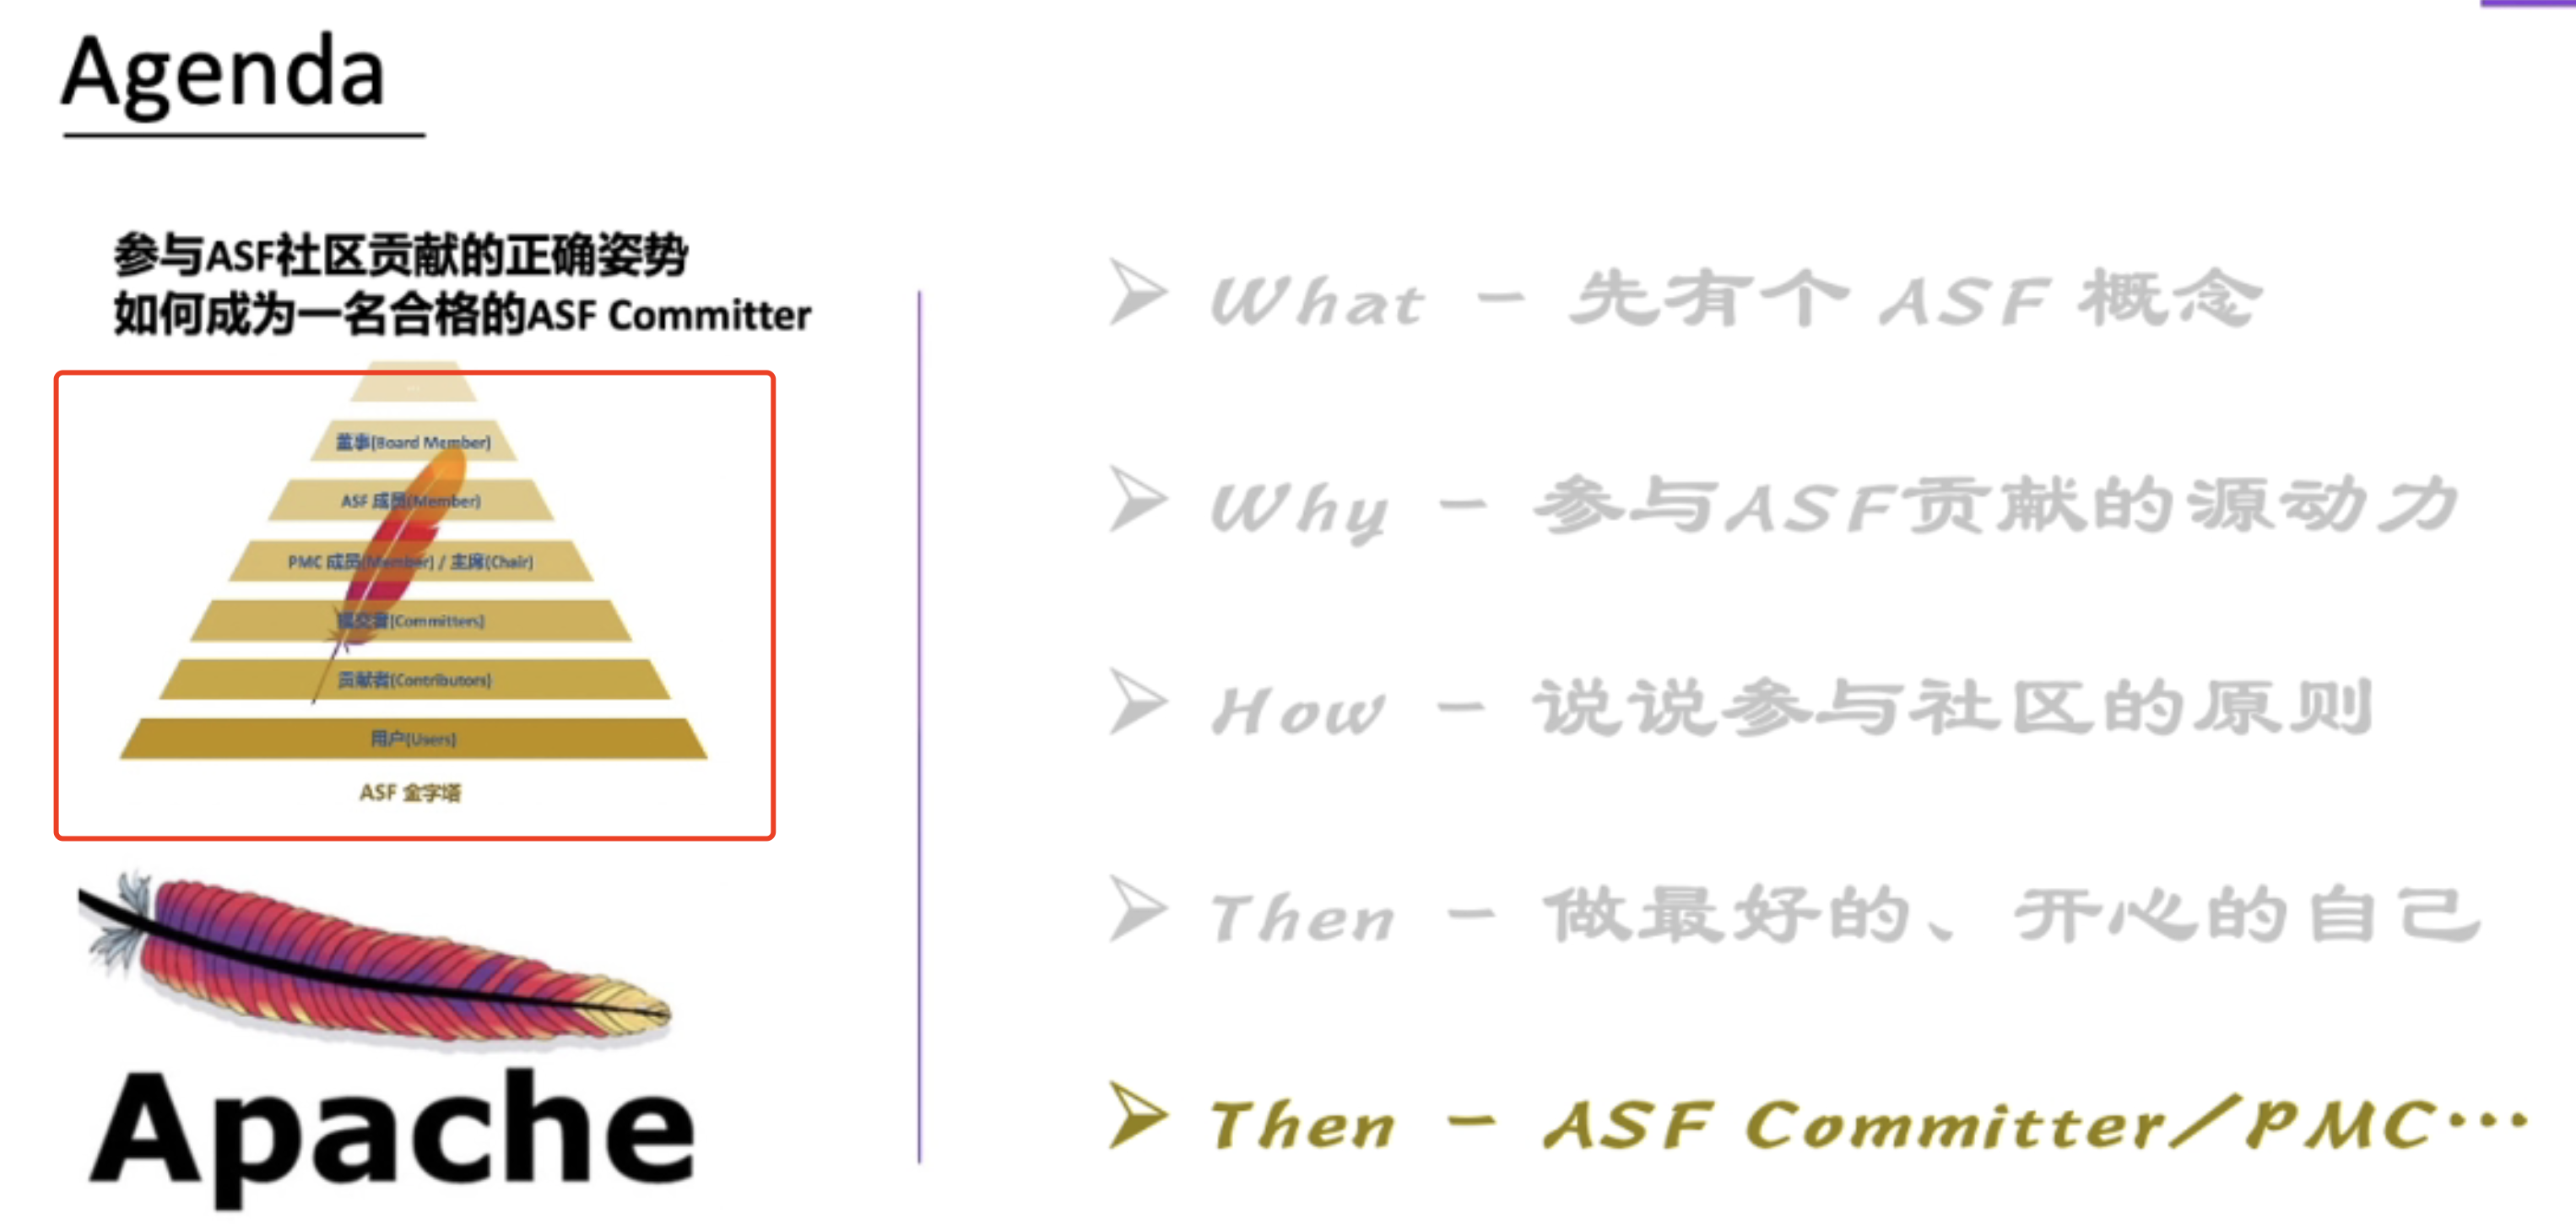 Agenda
参与ASF社区贡献的正确姿势
如何成为一名合格的ASF Committer
...
董事(Board Member)
ASF 成员(Member)
PMC 成员(Member) / 主席(Chair)
提交者(Committers)
贡献者(Contributors)
用户(Users)
ASF 金字塔
Apache
What - 先有个 ASF 概念
Why - 参与ASF贡献的源动力
How - 说说参与社区的原则
Then - 做最好的、开心的自己
Then - ASF Committer/PMC…